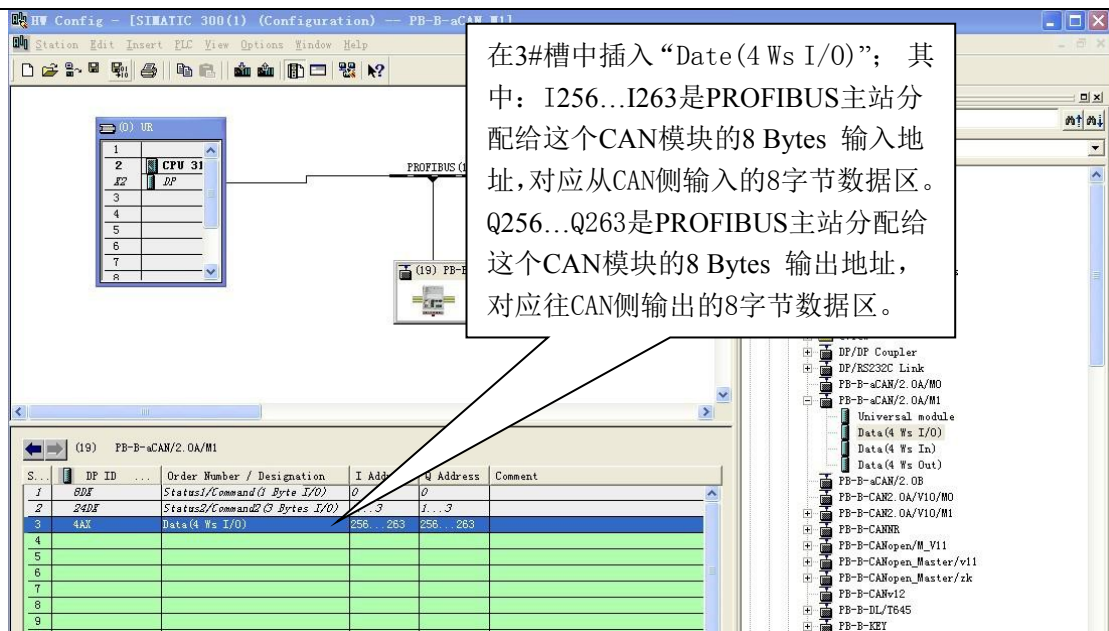 HW Config - [SIMATIC 300(1) (Configuration) -- PB-B-aCAN_M1]
Station Edit Insert PLC View Options Window Help
在3#槽中插入“Date(4 Ws I/O)”; 其
中: I256…I263是PROFIBUS主站分
配给这个CAN模块的8 Bytes 输入地
址,对应从CAN侧输入的8字节数据区。
Q256…Q263是PROFIBUS主站分配给
这个CAN模块的8 Bytes 输出地址,
对应往CAN侧输出的8字节数据区。
(0) UR
1
2 CPU 31
X2 DP
3
4
5
6
7
8
PROFIBUS(1
(19) PB-B
DP/DP Coupler
DP/RS232C Link
PB-B-aCAN/2.0A/M0
PB-B-aCAN/2.0A/M1
Universal module
Data(4 Ws I/O)
Data(4 Ws In)
Data(4 Ws Out)
PB-B-aCAN/2.0B
PB-B-CAN2.0A/V10/M0
PB-B-CAN2.0A/V10/M1
PB-B-CANNR
PB-B-CANopen/M_V11
PB-B-CANopen_Master/v11
PB-B-CANopen_Master/zk
PB-B-CANv12
PB-B-DL/T645
PB-B-KEY
(19) PB-B-aCAN/2.0A/M1
S... DP ID ... Order Number / Designation I Add Q Address Comment
1 8DX Status1/Command(1 Byte I/O) 0 0
2 24DX Status2/Command2(3 Bytes I/O) ...3 1...3
3 4AX Data(4 Ws I/O) 256...263 256...263
4
5
6
7
8
9